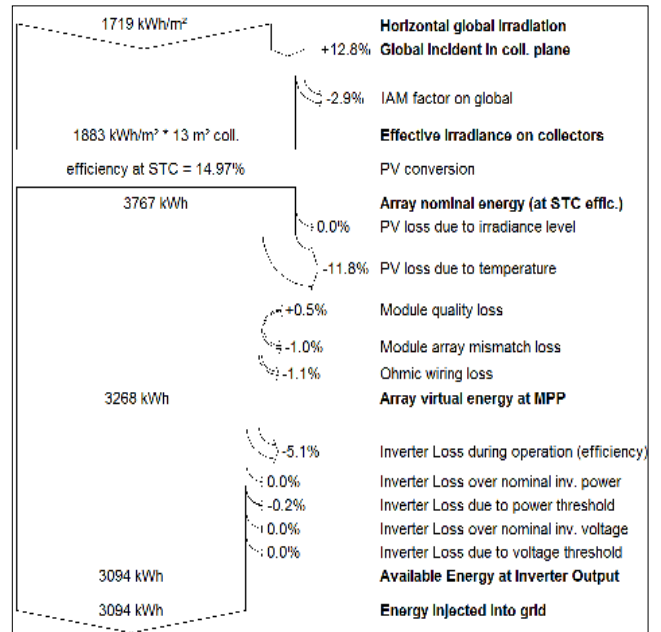 1719 kWh/m² Horizontal global irradiation
+12.8% Global incident in coll. plane
-2.9% IAM factor on global
1883 kWh/m² * 13 m² coll. Effective irradiance on collectors
efficiency at STC = 14.97% PV conversion
3767 kWh Array nominal energy (at STC effic.)
0.0% PV loss due to irradiance level
-11.8% PV loss due to temperature
+0.5% Module quality loss
-1.0% Module array mismatch loss
-1.1% Ohmic wiring loss
3268 kWh Array virtual energy at MPP
-5.1% Inverter Loss during operation (efficiency)
0.0% Inverter Loss over nominal inv. power
-0.2% Inverter Loss due to power threshold
0.0% Inverter Loss over nominal inv. voltage
0.0% Inverter Loss due to voltage threshold
3094 kWh Available Energy at Inverter Output
3094 kWh Energy injected into grid